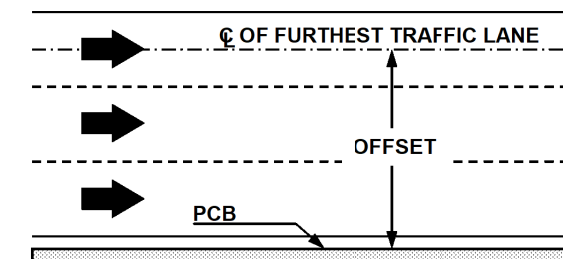 ℄ OF FURTHEST TRAFFIC LANE
OFFSET
PCB